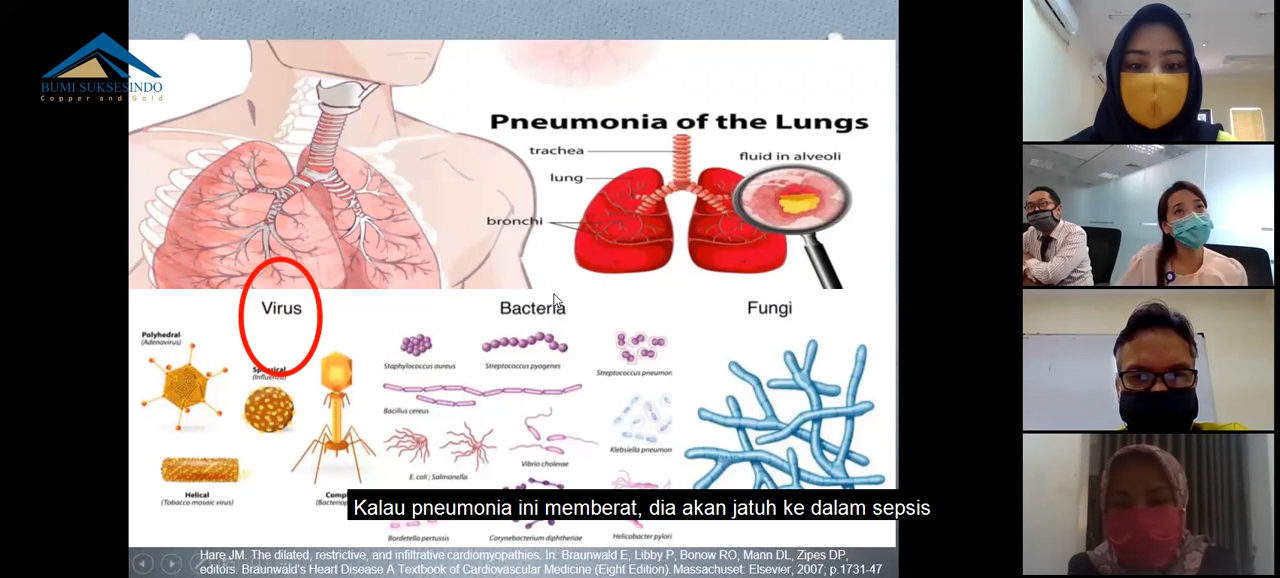 BUMI SUKSESINDO
Copper and Gold
Pneumonia of the Lungs
trachea
fluid in alveoli
lung
bronchi
Virus
Bacteria
Fungi
Polyhedral
(Adenovirus)
Spherical
(Influenza)
Staphylococcus aureus
Streptococcus pyogenes
Streptococcus pneumon
Bacillus cereus
E. coli ; Salmonella
Vibrio cholerae
Klebsiella pneumon
Helical
(Tobacco mosaic virus)
Kalau pneumonia ini memberat, dia akan jatuh ke dalam sepsis
Bordetella pertussis
Corynebacterium diphtheriae
Helicobacter pylori
Hare JM. The dilated, restrictive, and infiltrative cardiomyopathies. In: Braunwald E, Libby P, Bonow RO, Mann DL, Zipes DP,
editors. Braunwald's Heart Disease A Textbook of Cardiovascular Medicine (Eight Edition). Massachuset: Elsevier, 2007; p.1731-47